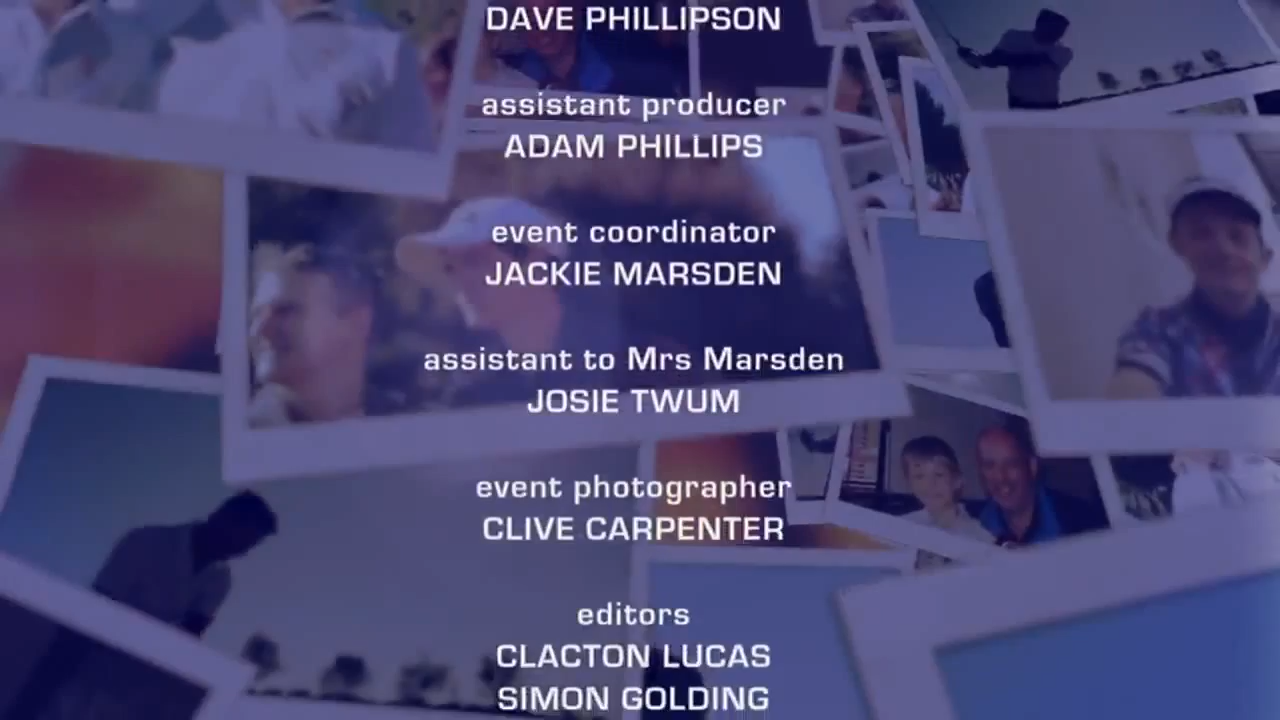 DAVE PHILLIPSON
assistant producer
ADAM PHILLIPS
event coordinator
JACKIE MARSDEN
assistant to Mrs Marsden
JOSIE TWUM
event photographer
CLIVE CARPENTER
editors
CLACTON LUCAS
SIMON GOLDING